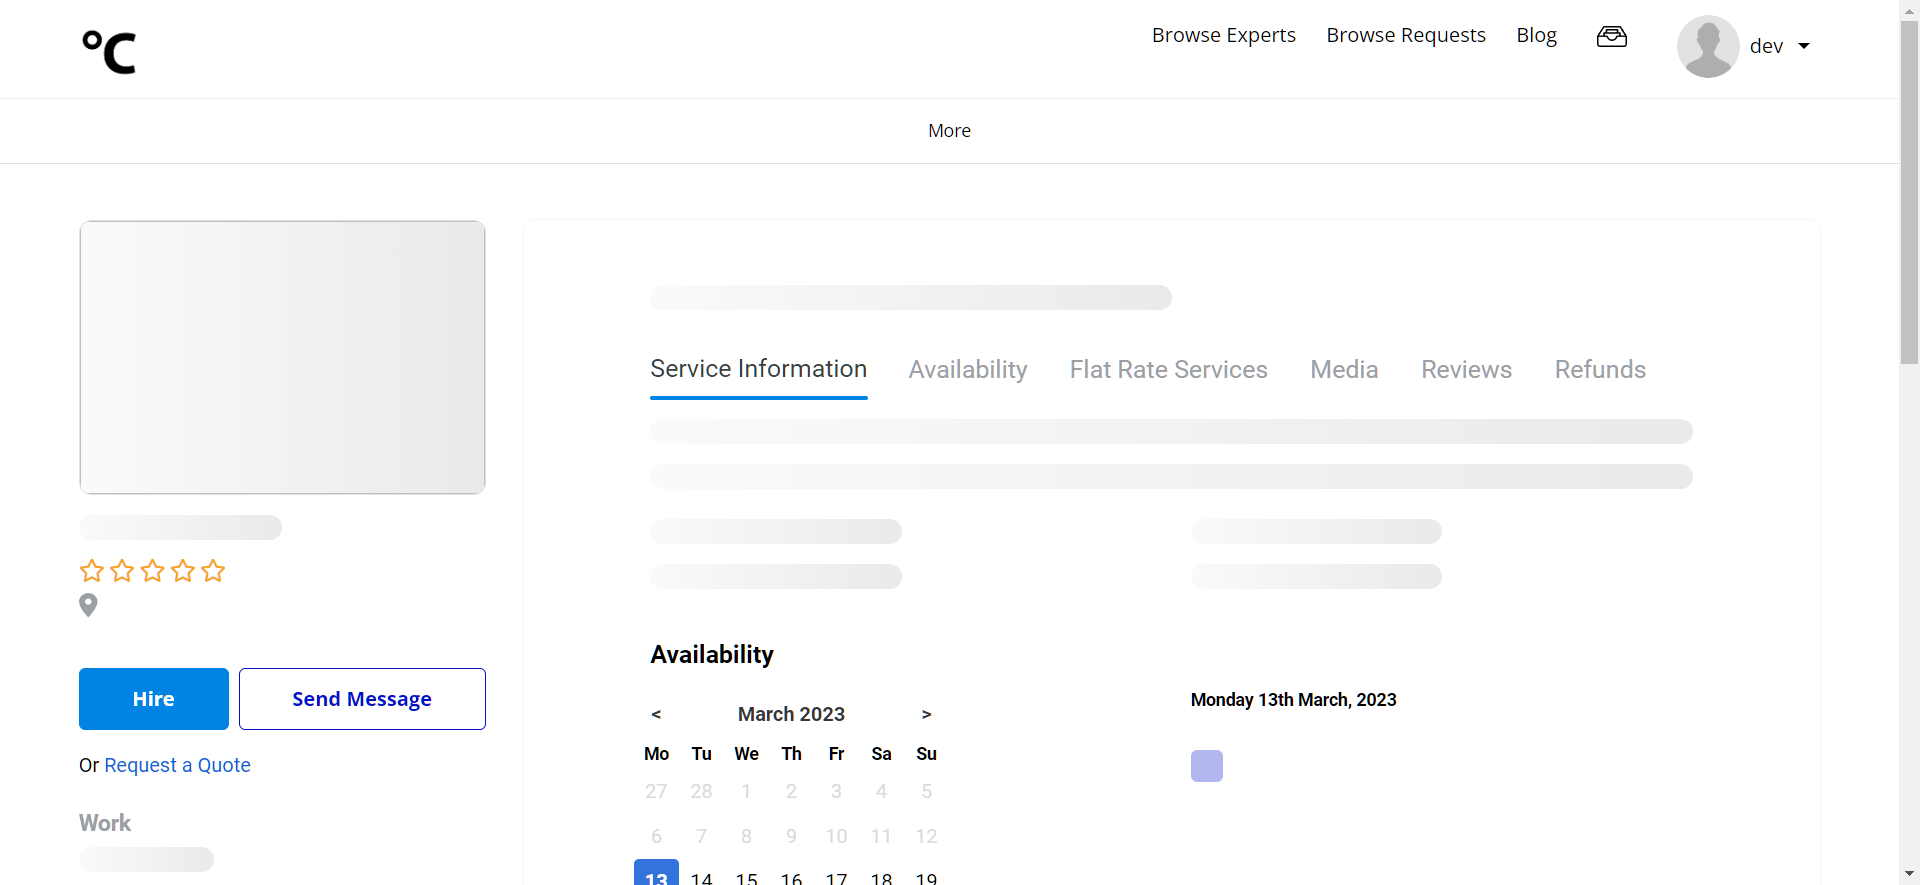 °C
Browse Experts Browse Requests Blog dev
More
Service Information Availability Flat Rate Services Media Reviews Refunds
Hire Send Message
Or Request a Quote
Work
Availability
Monday 13th March, 2023
< March 2023 >
Mo Tu We Th Fr Sa Su
27 28 1 2 3 4 5
6 7 8 9 10 11 12
13 14 15 16 17 18 19